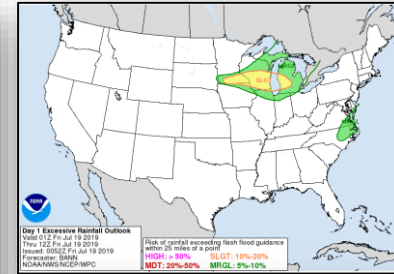 MRGL
SLGT
noaa
Day 1 Excessive Rainfall Outlook
Valid 01Z Fri Jul 19 2019
Thru 12Z Fri Jul 19 2019
Issued: 0052Z Fri Jul 19 2019
Forecaster: BANN
NOAA/NWS/NCEP/WPC
Risk of rainfall exceeding flash flood guidance
within 25 miles of a point
HIGH: > 50% SLGT: 10%-20%
MDT: 20%-50% MRGL: 5%-10%